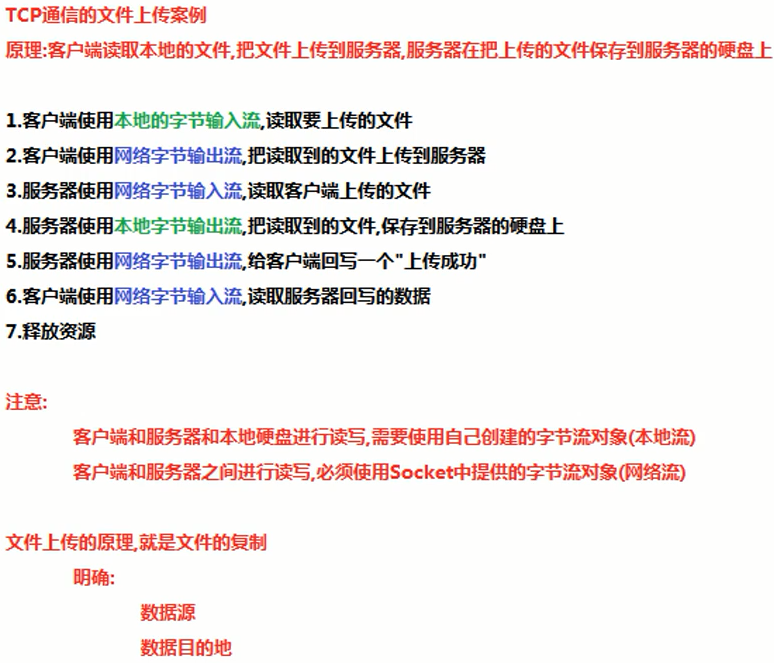 TCP通信的文件上传案例
原理:客户端读取本地的文件,把文件上传到服务器,服务器在把上传的文件保存到服务器的硬盘上
1.客户端使用本地的字节输入流,读取要上传的文件
2.客户端使用网络字节输出流,把读取到的文件上传到服务器
3.服务器使用网络字节输入流,读取客户端上传的文件
4.服务器使用本地字节输出流,把读取到的文件,保存到服务器的硬盘上
5.服务器使用网络字节输出流,给客户端回写一个"上传成功"
6.客户端使用网络字节输入流,读取服务器回写的数据
7.释放资源
注意:
客户端和服务器和本地硬盘进行读写,需要使用自己创建的字节流对象(本地流)
客户端和服务器之间进行读写,必须使用Socket中提供的字节流对象(网络流)
文件上传的原理,就是文件的复制
明确:
数据源
数据目的地